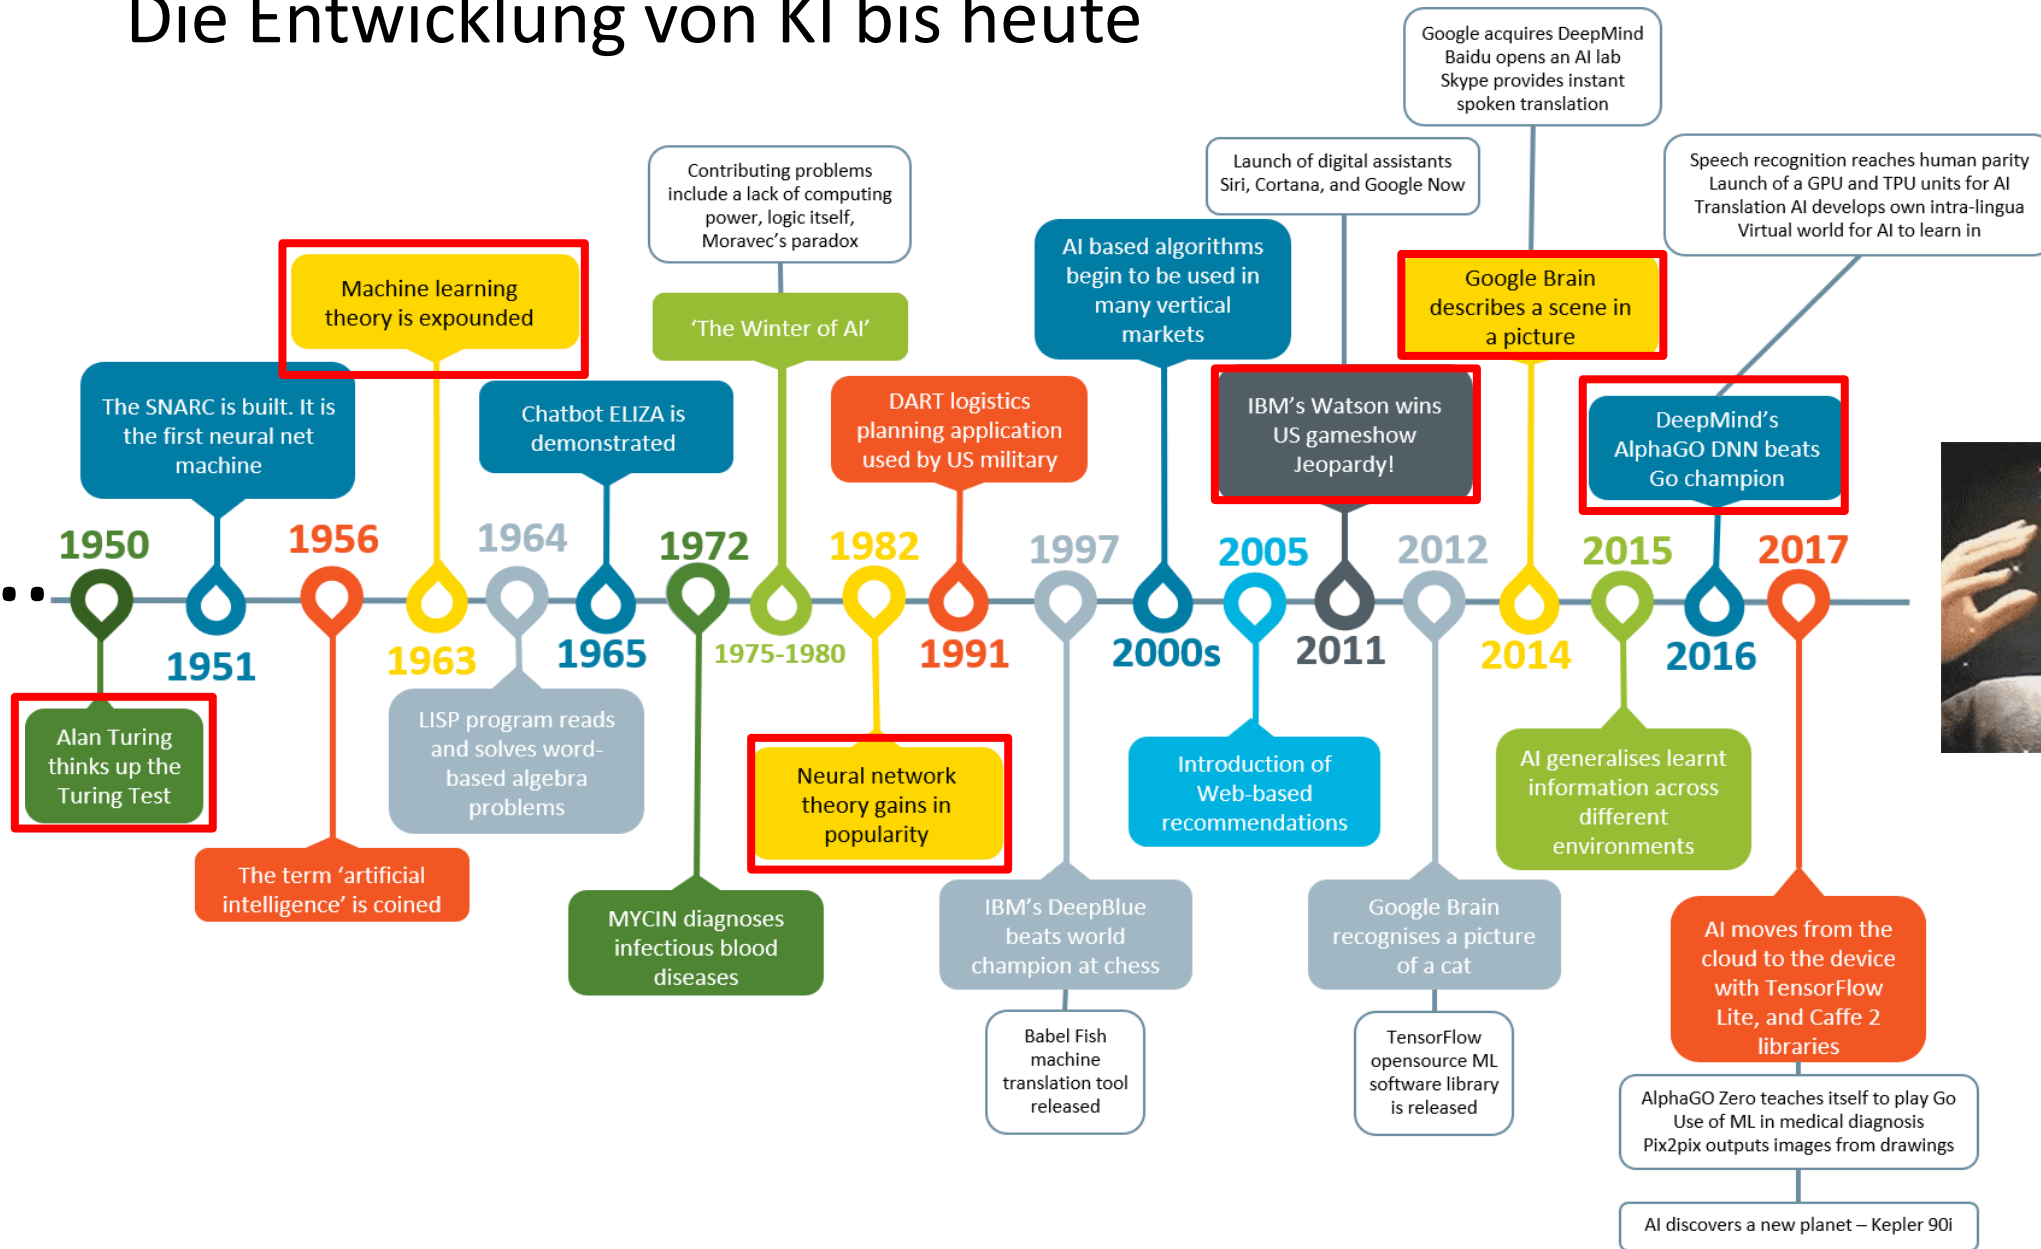 Die Entwicklung von KI bis heute
Google acquires DeepMind
Baidu opens an AI lab
Skype provides instant
spoken translation
Launch of digital assistants
Siri, Cortana, and Google Now
Speech recognition reaches human parity
Launch of a GPU and TPU units for AI
Translation AI develops own intra-lingua
Virtual world for AI to learn in
Contributing problems
include a lack of computing
power, logic itself,
Moravec's paradox
Machine learning
theory is expounded
'The Winter of AI'
AI based algorithms
begin to be used in
many vertical
markets
Google Brain
describes a scene in
a picture
The SNARC is built. It is
the first neural net
machine
Chatbot ELIZA is
demonstrated
DART logistics
planning application
used by US military
IBM's Watson wins
US gameshow
Jeopardy!
DeepMind's
AlphaGO DNN beats
Go champion
1950
1956
1964
1972
1982
1997
2005
2012
2015
2017
..
1951
1963
1965
1975-1980
1991
2000s
2011
2014
2016
Alan Turing
thinks up the
Turing Test
LISP program reads
and solves word-
based algebra
problems
Neural network
theory gains in
popularity
Introduction of
Web-based
recommendations
AI generalises learnt
information across
different
environments
The term 'artificial
intelligence' is coined
MYCIN diagnoses
infectious blood
diseases
IBM's DeepBlue
beats world
champion at chess
Google Brain
recognises a picture
of a cat
AI moves from the
cloud to the device
with TensorFlow
Lite, and Caffe 2
libraries
Babel Fish
machine
translation tool
released
TensorFlow
opensource ML
software library
is released
AlphaGO Zero teaches itself to play Go
Use of ML in medical diagnosis
Pix2pix outputs images from drawings
AI discovers a new planet – Kepler 90i